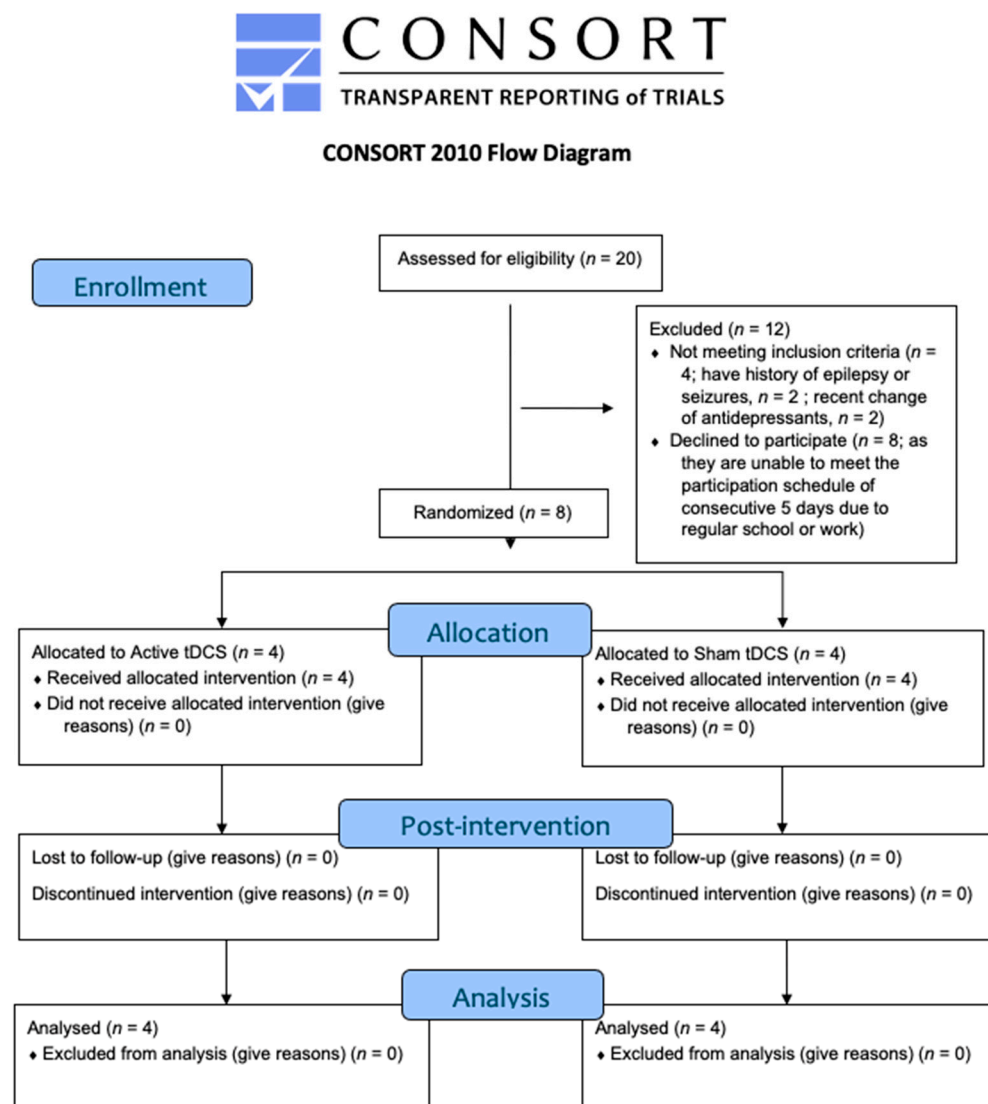 CONSORT
TRANSPARENT REPORTING of TRIALS
CONSORT 2010 Flow Diagram
Assessed for eligibility (n = 20)
Enrollment
Excluded (n = 12)
♦ Not meeting inclusion criteria (n =
4; have history of epilepsy or
seizures, n = 2 ; recent change
of antidepressants, n = 2)
♦ Declined to participate (n = 8; as
they are unable to meet the
participation schedule of
consecutive 5 days due to
regular school or work)
Randomized (n = 8)
Allocation
Allocated to Active tDCS (n = 4)
♦ Received allocated intervention (n = 4)
♦ Did not receive allocated intervention (give
reasons) (n = 0)
Allocated to Sham tDCS (n = 4)
♦ Received allocated intervention (n = 4)
♦ Did not receive allocated intervention (give
reasons) (n = 0)
Post-intervention
Lost to follow-up (give reasons) (n = 0)
Discontinued intervention (give reasons) (n = 0)
Lost to follow-up (give reasons) (n = 0)
Discontinued intervention (give reasons) (n = 0)
Analysis
Analysed (n = 4)
♦ Excluded from analysis (give reasons) (n = 0)
Analysed (n = 4)
♦ Excluded from analysis (give reasons) (n = 0)